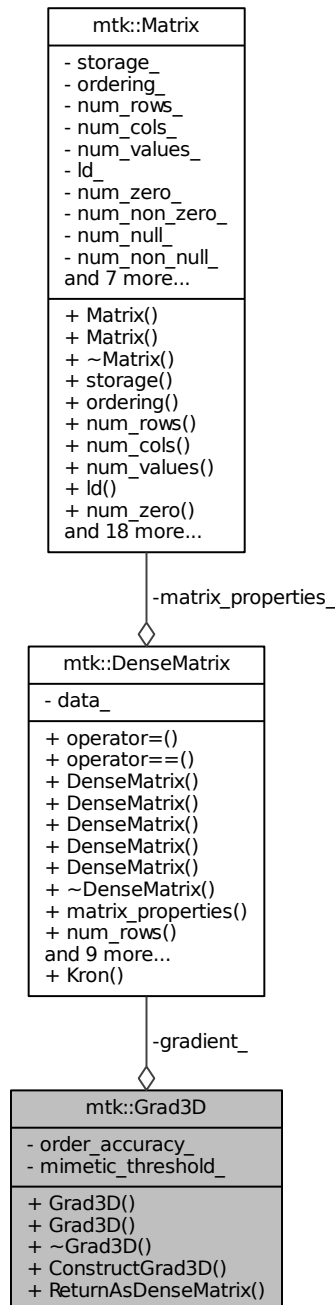 mtk::Matrix
- storage_
- ordering_
- num_rows_
- num_cols_
- num_values_
- ld_
- num_zero_
- num_non_zero_
- num_null_
- num_non_null_
and 7 more...
+ Matrix()
+ Matrix()
+ ~Matrix()
+ storage()
+ ordering()
+ num_rows()
+ num_cols()
+ num_values()
+ ld()
+ num_zero()
and 18 more...
-matrix_properties_
mtk::DenseMatrix
- data_
+ operator=()
+ operator==()
+ DenseMatrix()
+ DenseMatrix()
+ DenseMatrix()
+ DenseMatrix()
+ DenseMatrix()
+ ~DenseMatrix()
+ matrix_properties()
+ num_rows()
and 9 more...
+ Kron()
-gradient_
mtk::Grad3D
- order_accuracy_
- mimetic_threshold_
+ Grad3D()
+ Grad3D()
+ ~Grad3D()
+ ConstructGrad3D()
+ ReturnAsDenseMatrix()